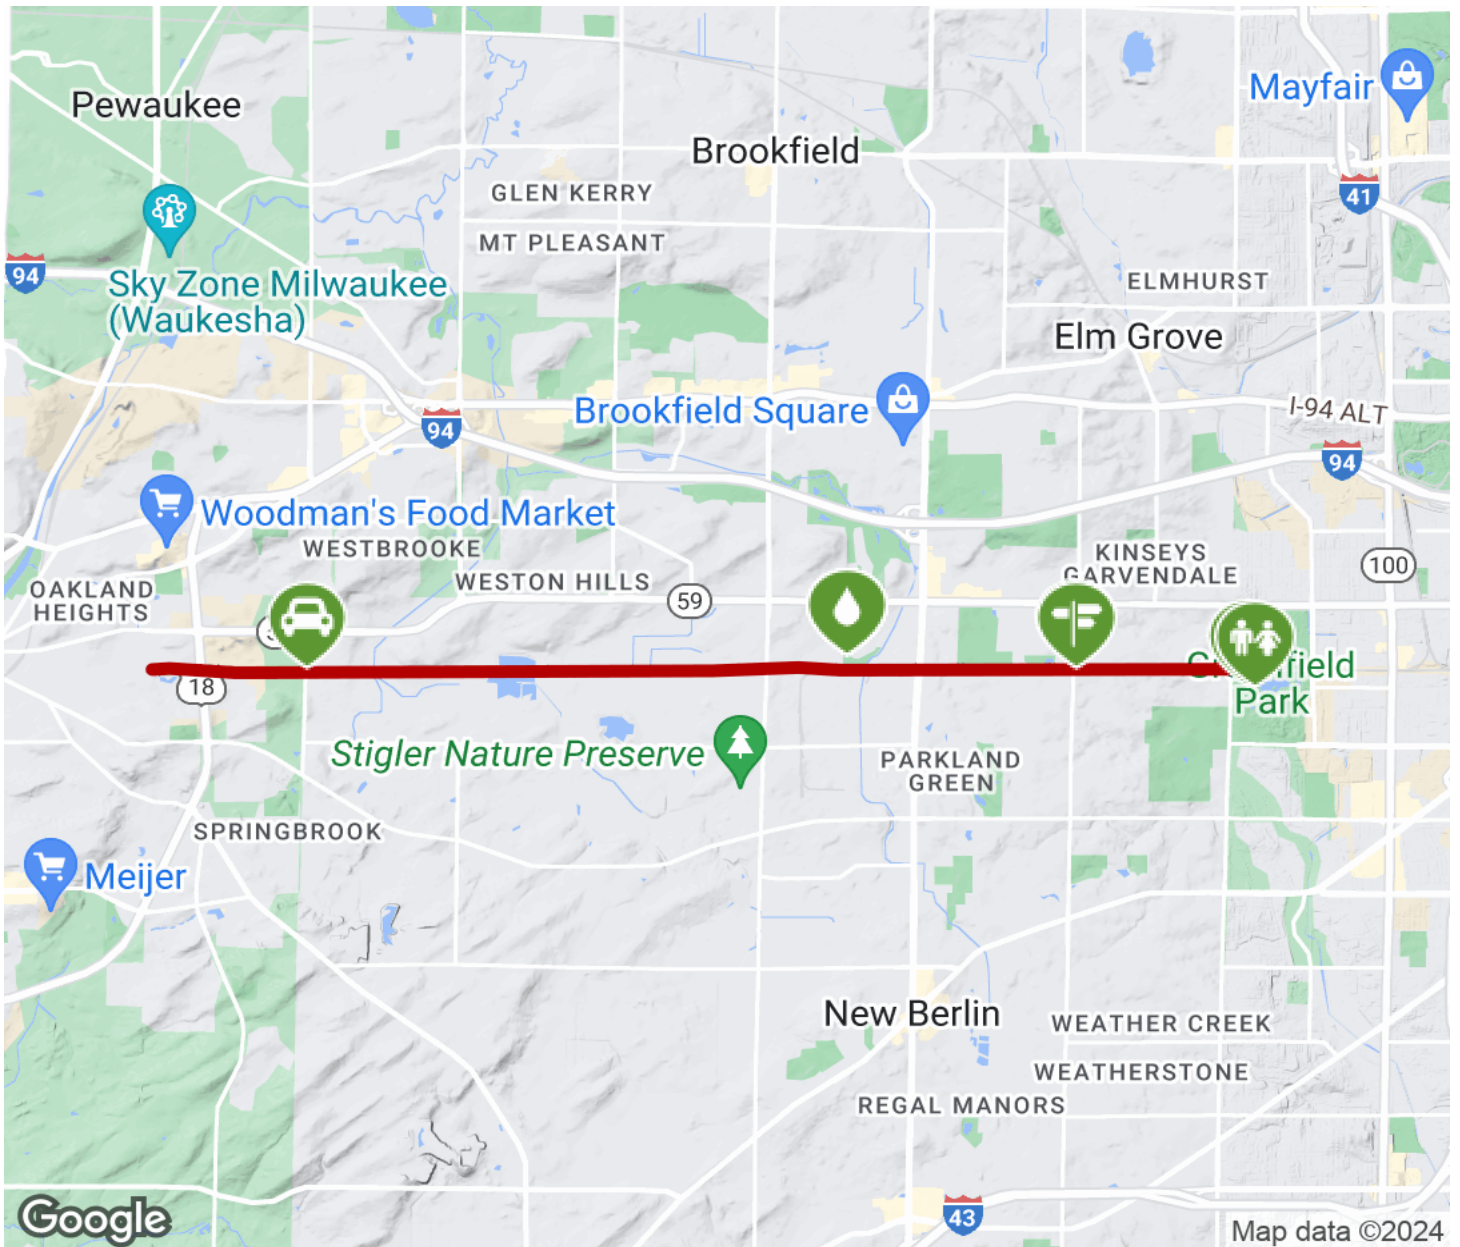 Mayfair
Pewaukee
Brookfield
GLEN KERRY
41
MT PLEASANT
94
Sky Zone Milwaukee
(Waukesha)
ELMHURST
Elm Grove
Brookfield Square
I-94 ALT
94
94
Woodman's Food Market
WESTBROOKE
KINSEYS
GARVENDALE
100
OAKLAND
HEIGHTS
WESTON HILLS
59
18
Park
Stigler Nature Preserve
PARKLAND
GREEN
SPRINGBROOK
Meijer
New Berlin
WEATHER CREEK
WEATHERSTONE
REGAL MANORS
43
Google
Map data ©2024